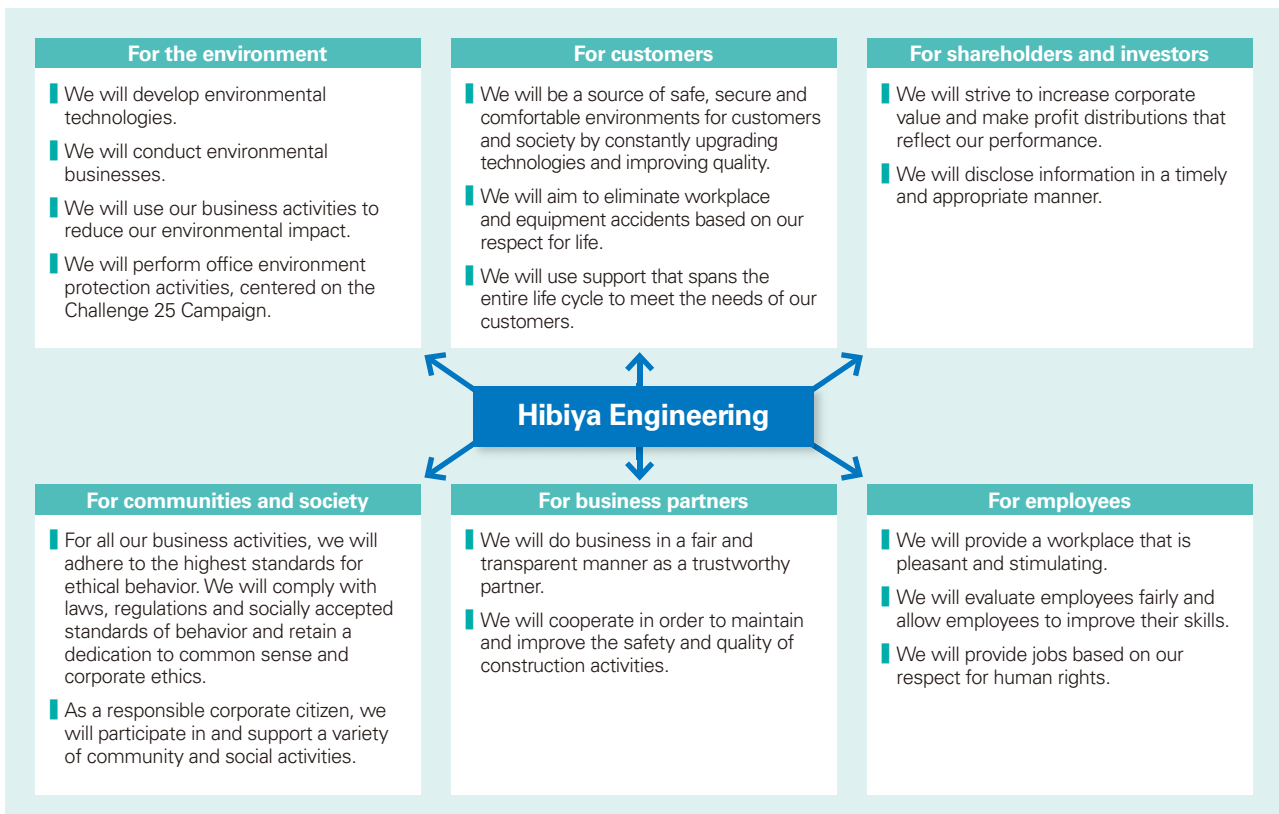 For the environment
We will develop environmental
technologies.
We will conduct environmental
businesses.
We will use our business activities to
reduce our environmental impact.
We will perform office environment
protection activities, centered on the
Challenge 25 Campaign.
For customers
We will be a source of safe, secure and
comfortable environments for customers
and society by constantly upgrading
technologies and improving quality.
We will aim to eliminate workplace
and equipment accidents based on our
respect for life.
We will use support that spans the
entire life cycle to meet the needs of our
customers.
For shareholders and investors
We will strive to increase corporate
value and make profit distributions that
reflect our performance.
We will disclose information in a timely
and appropriate manner.
Hibiya Engineering
For communities and society
For all our business activities, we will
adhere to the highest standards for
ethical behavior. We will comply with
laws, regulations and socially accepted
standards of behavior and retain a
dedication to common sense and
corporate ethics.
As a responsible corporate citizen, we
will participate in and support a variety
of community and social activities.
For business partners
We will do business in a fair and
transparent manner as a trustworthy
partner.
We will cooperate in order to maintain
and improve the safety and quality of
construction activities.
For employees
We will provide a workplace that is
pleasant and stimulating.
We will evaluate employees fairly and
allow employees to improve their skills.
We will provide jobs based on our
respect for human rights.